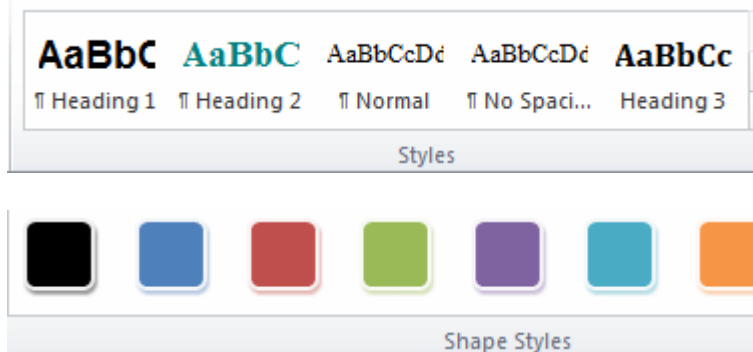 AaBbC AaBbC AaBbCcDd AaBbCcDd AaBbCc
¶ Heading 1 ¶ Heading 2 ¶ Normal ¶ No Spaci... Heading 3
Styles
Shape Styles